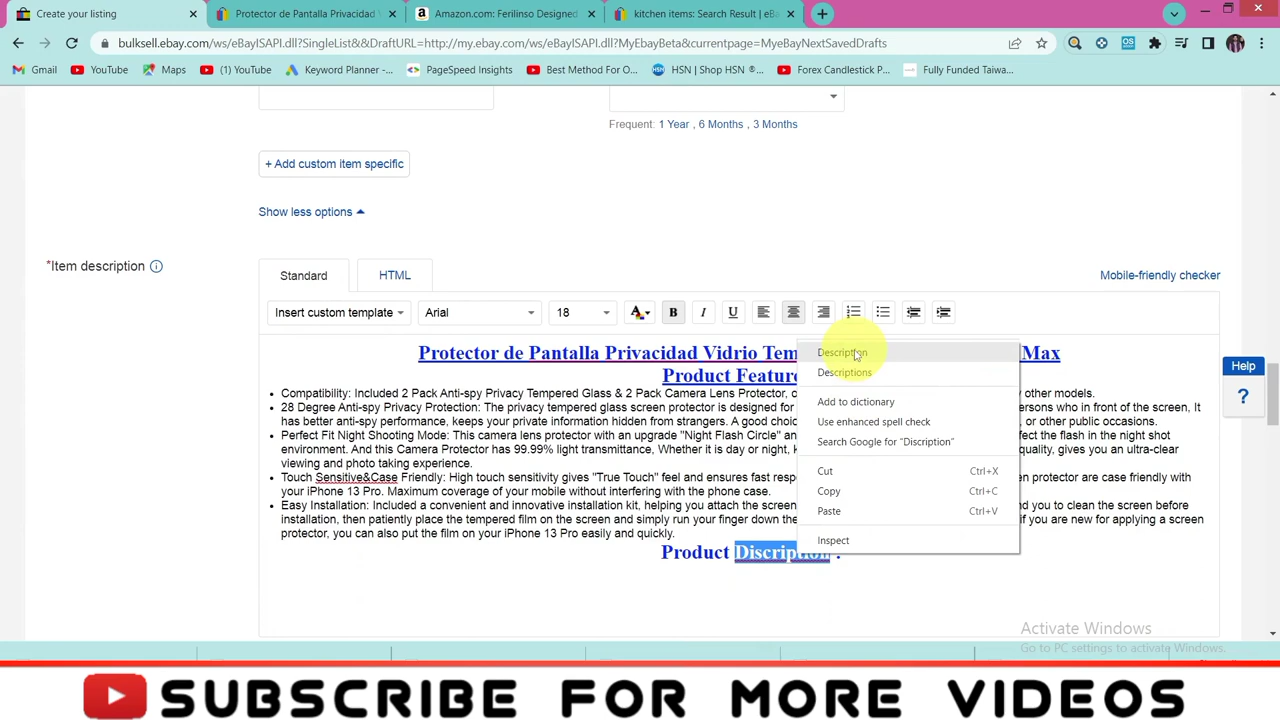 Create your listing
Protector de Pantalla Privacidad V
Amazon.com: Ferilinso Designed
kitchen items: Search Result | eBa
bulksell.ebay.com/ws/eBayISAPI.dll?SingleList&&DraftURL=http://my.ebay.com/ws/eBayISAPI.dll?MyEbayBeta&currentpage=MyeBayNextSavedDrafts
Gmail
YouTube
Maps
(1) YouTube
Keyword Planner -...
PageSpeed Insights
Best Method For O...
HSN | Shop HSN ®...
Forex Candlestick P...
Fully Funded Taiwa...
Frequent: 1 Year , 6 Months , 3 Months
+ Add custom item specific
Show less options
*Item description
Standard
HTML
Mobile-friendly checker
Insert custom template
Arial
18
A
B
I
U
Protector de Pantalla Privacidad Vidrio Tem
Max
Product Featur
Compatibility: Included 2 Pack Anti-spy Privacy Tempered Glass & 2 Pack Camera Lens Protector, o
y other models.
28 Degree Anti-spy Privacy Protection: The privacy tempered glass screen protector is designed for
ersons who in front of the screen, It
has better anti-spy performance, keeps your private information hidden from strangers. A good choic
, or other public occasions.
Perfect Fit Night Shooting Mode: This camera lens protector with an upgrade "Night Flash Circle" an
fect the flash in the night shot
environment. And this Camera Protector has 99.99% light transmittance, Whether it is day or night, k
quality, gives you an ultra-clear
viewing and photo taking experience.
Touch Sensitive&Case Friendly: High touch sensitivity gives "True Touch" feel and ensures fast resp
en protector are case friendly with
your iPhone 13 Pro. Maximum coverage of your mobile without interfering with the phone case.
Easy Installation: Included a convenient and innovative installation kit, helping you attach the screen
d you to clean the screen before
installation, then patiently place the tempered film on the screen and simply run your finger down the
if you are new for applying a screen
protector, you can also put the film on your iPhone 13 Pro easily and quickly.
Product Discription :
Description
Descriptions
Add to dictionary
Use enhanced spell check
Search Google for “Discription”
Cut Ctrl+X
Copy Ctrl+C
Paste Ctrl+V
Inspect
Help
?
Activate Windows
Go to PC settings to activate Windows.
SUBSCRIBE FOR MORE VIDEOS